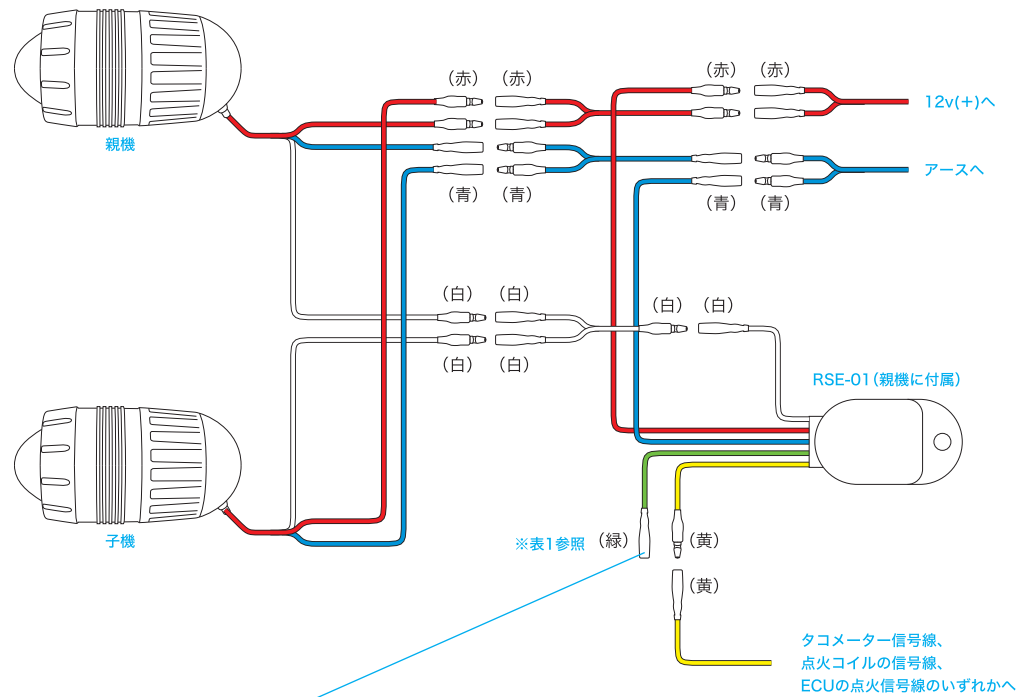 （赤）
（赤）
（赤）
（赤）
12v(+)へ
親機
アースへ
（青）
（青）
（青）
（青）
（白）
（白）
（白）
（白）
（白）
（白）
RSE-01（親機に付属）
子機
※表1参照
（緑）
（黄）
（黄）
タコメーター信号線、
点火コイルの信号線、
ECUの点火信号線のいずれかへ